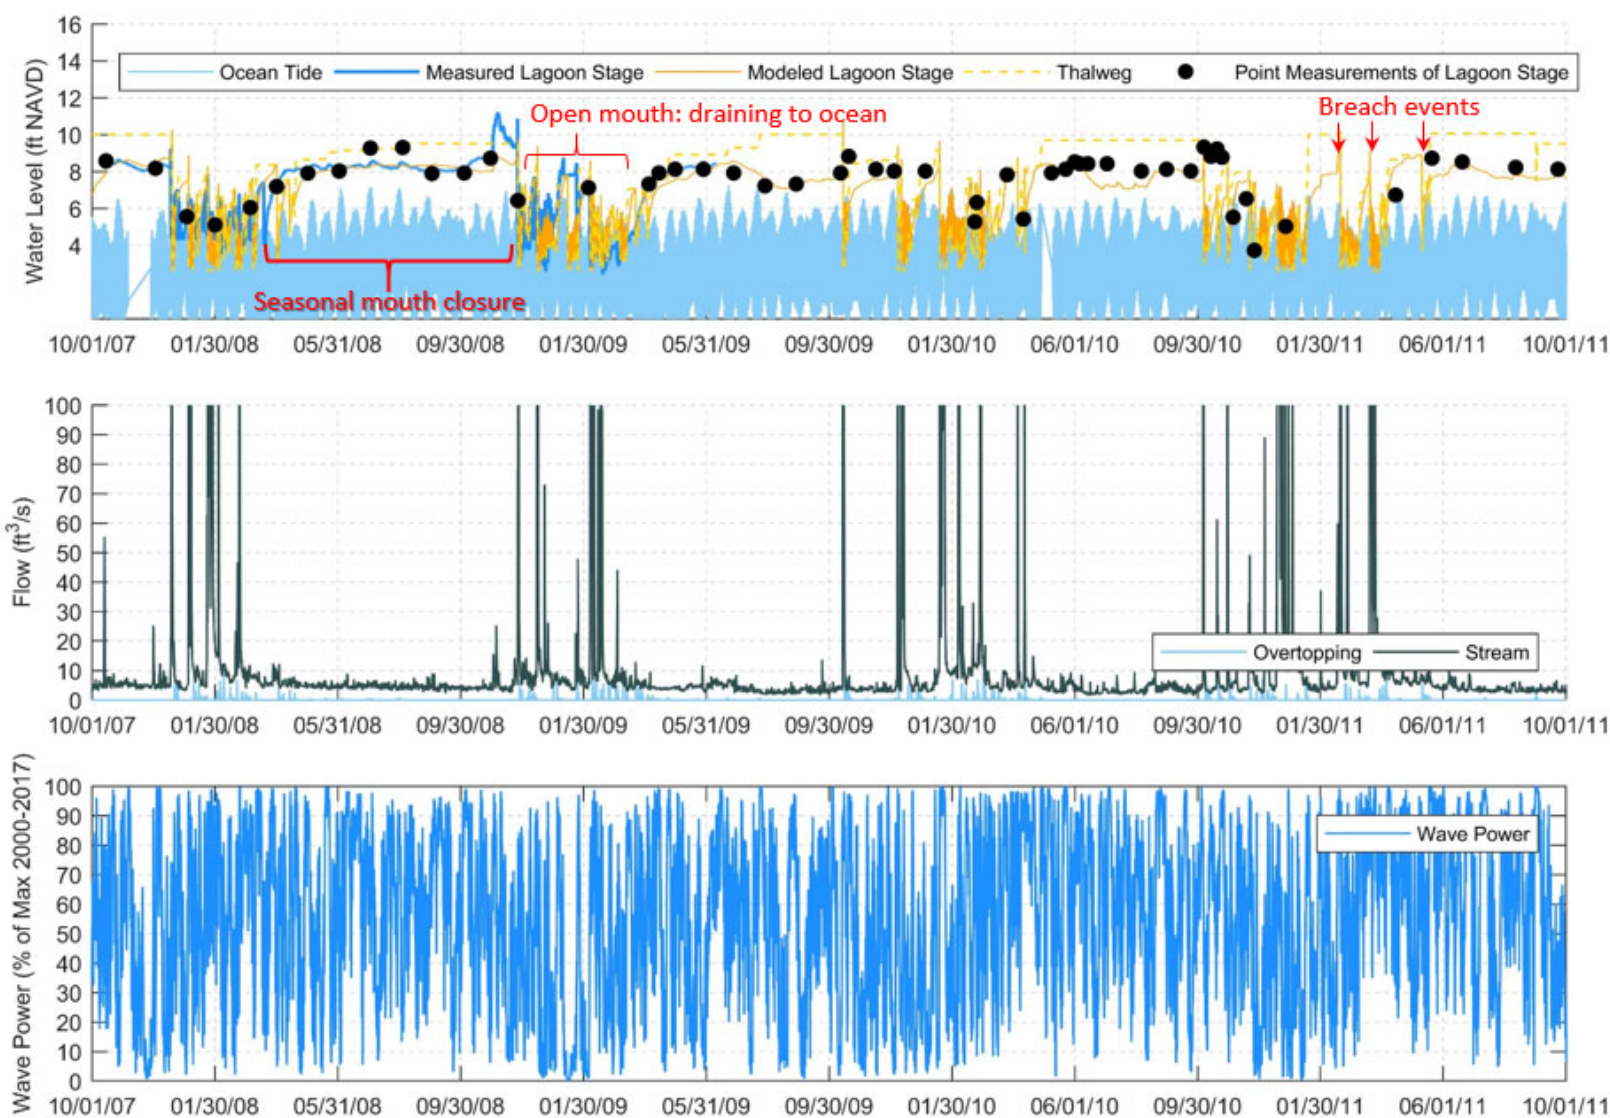 16
14
12
10
8
6
4
Water Level (ft NAVD)
Ocean Tide Measured Lagoon Stage Modeled Lagoon Stage Thalweg Point Measurements of Lagoon Stage
Open mouth: draining to ocean
Breach events
Seasonal mouth closure
10/01/07 01/30/08 05/31/08 09/30/08 01/30/09 05/31/09 09/30/09 01/30/10 06/01/10 09/30/10 01/30/11 06/01/11 10/01/11
100
90
80
70
60
50
40
30
20
10
0
Flow (ft³/s)
Overtopping Stream
10/01/07 01/30/08 05/31/08 09/30/08 01/30/09 05/31/09 09/30/09 01/30/10 06/01/10 09/30/10 01/30/11 06/01/11 10/01/11
100
90
80
70
60
50
40
30
20
10
0
Wave Power (% of Max 2000-2017)
Wave Power
10/01/07 01/30/08 05/31/08 09/30/08 01/30/09 05/31/09 09/30/09 01/30/10 06/01/10 09/30/10 01/30/11 06/01/11 10/01/11